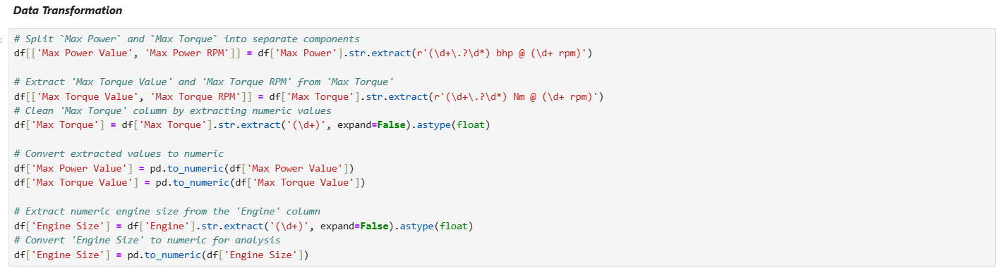 Data Transformation
:
# Split `Max Power` and `Max Torque` into separate components
df[['Max Power Value', 'Max Power RPM']] = df['Max Power'].str.extract(r'(\d+\.?\d*) bhp @ (\d+ rpm)')
# Extract 'Max Torque Value' and 'Max Torque RPM' from 'Max Torque'
df[['Max Torque Value', 'Max Torque RPM']] = df['Max Torque'].str.extract(r'(\d+\.?\d*) Nm @ (\d+ rpm)')
# Clean 'Max Torque' column by extracting numeric values
df['Max Torque'] = df['Max Torque'].str.extract('(\d+)', expand=False).astype(float)
# Convert extracted values to numeric
df['Max Power Value'] = pd.to_numeric(df['Max Power Value'])
df['Max Torque Value'] = pd.to_numeric(df['Max Torque Value'])
# Extract numeric engine size from the 'Engine' column
df['Engine Size'] = df['Engine'].str.extract('(\d+)', expand=False).astype(float)
# Convert 'Engine Size' to numeric for analysis
df['Engine Size'] = pd.to_numeric(df['Engine Size'])